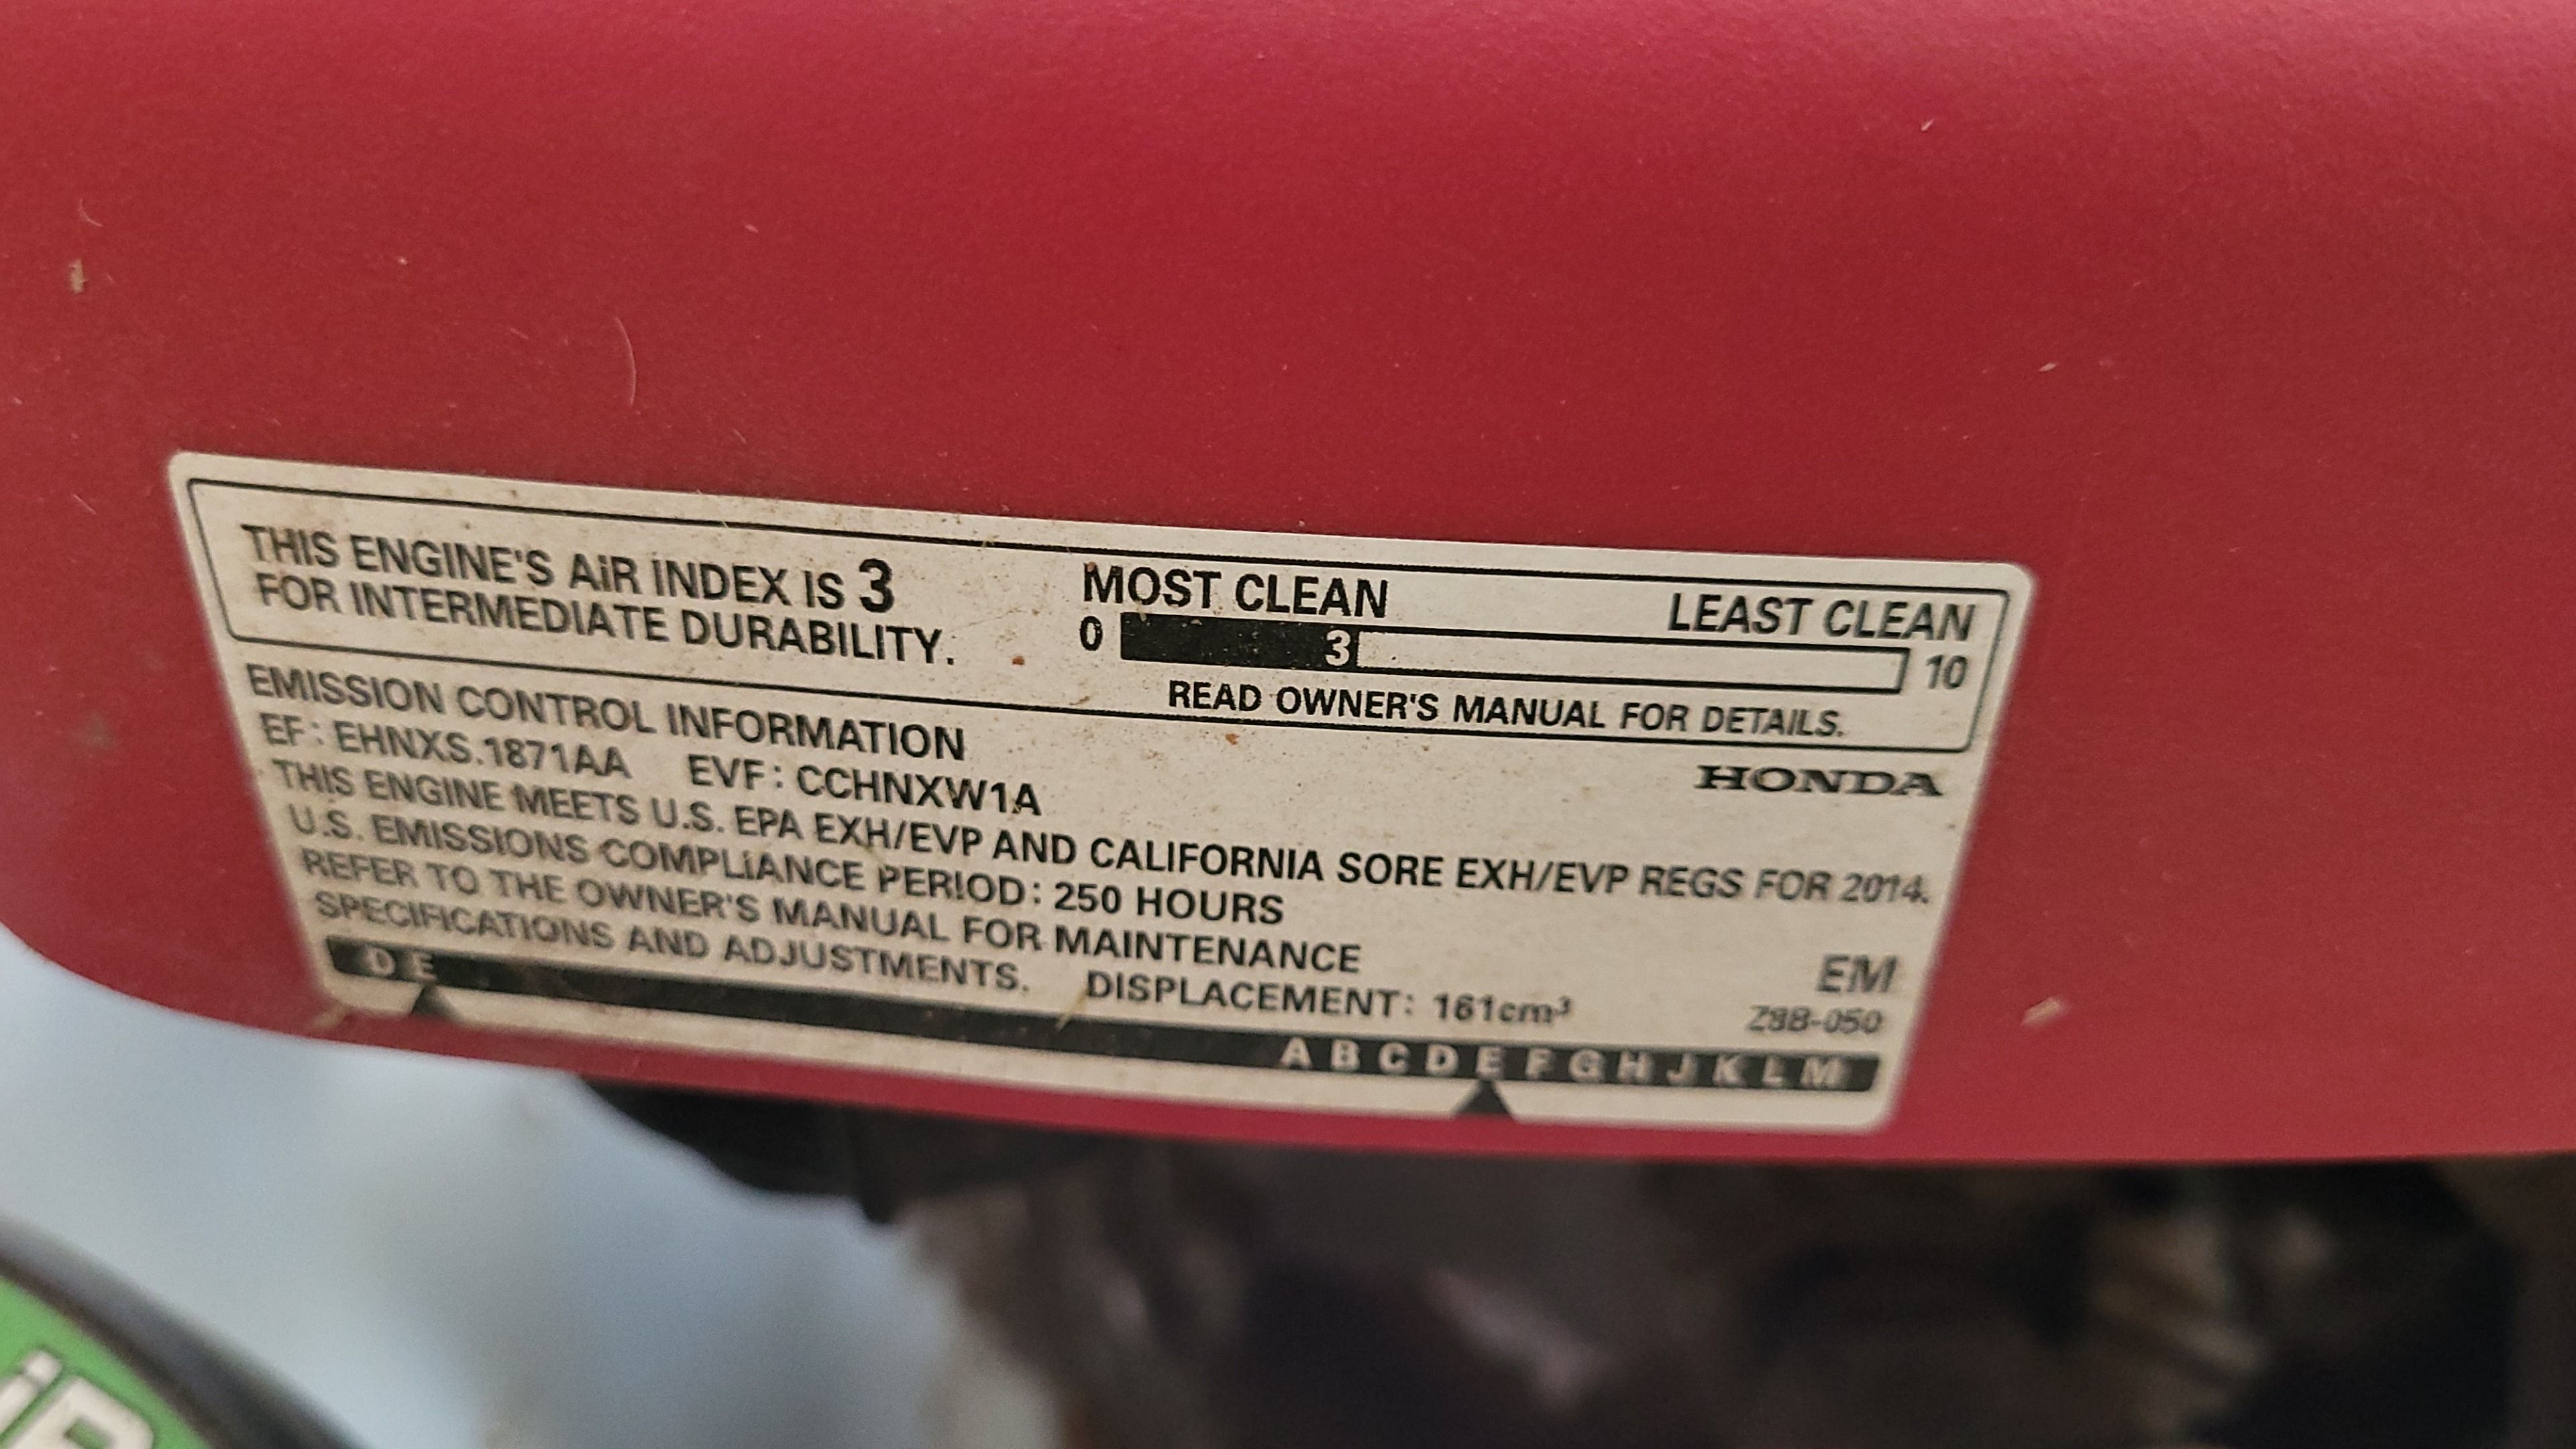 THIS ENGINE'S AiR INDEX IS 3
FOR INTERMEDIATE DURABILITY.
MOST CLEAN LEAST CLEAN
0 3 10
READ OWNER'S MANUAL FOR DETAILS.
EMISSION CONTROL INFORMATION
EF: EHNXS.1871AA EVF: CCHNXW1A
HONDA
THIS ENGINE MEETS U.S. EPA EXH/EVP AND CALIFORNIA SORE EXH/EVP REGS FOR 2014.
U.S. EMISSIONS COMPLIANCE PERIOD: 250 HOURS
REFER TO THE OWNER'S MANUAL FOR MAINTENANCE
SPECIFICATIONS AND ADJUSTMENTS. DISPLACEMENT: 161cm³
EM
Z8B-050
D E
A B C D E F G H J K L M